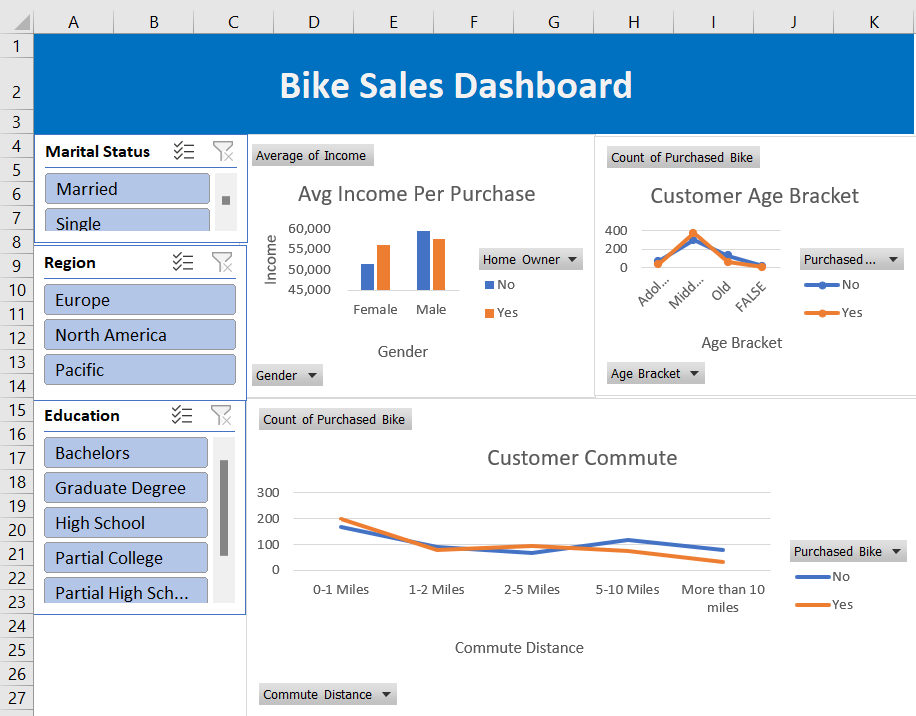 A B C D E F G H I J K
1
2
3
4
5
6
7
8
9
10
11
12
13
14
15
16
17
18
19
20
21
22
23
24
25
26
27
Bike Sales Dashboard
Marital Status
Married
Single
Region
Europe
North America
Pacific
Education
Bachelors
Graduate Degree
High School
Partial College
Partial High Sch...
Average of Income
Avg Income Per Purchase
Income
60,000
55,000
50,000
45,000
Female Male
Gender
Home Owner
No
Yes
Gender
Count of Purchased Bike
Customer Age Bracket
400
200
0
Adol... Midd... Old FALSE
Age Bracket
Purchased ...
No
Yes
Age Bracket
Count of Purchased Bike
Customer Commute
300
200
100
0
0-1 Miles 1-2 Miles 2-5 Miles 5-10 Miles More than 10
miles
Commute Distance
Purchased Bike
No
Yes
Commute Distance